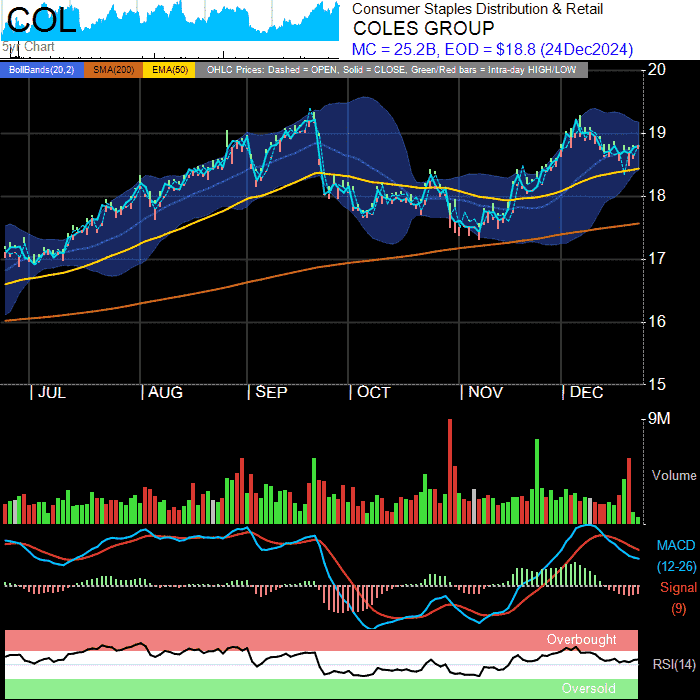 COL
5yr Chart
Consumer Staples Distribution & Retail
COLES GROUP
MC = 25.2B, EOD = $18.8 (24Dec2024)
BollBands(20,2) SMA(200) EMA(50) OHLC Prices: Dashed = OPEN, Solid = CLOSE, Green/Red bars = Intra-day HIGH/LOW
20
19
18
17
16
15
JUL AUG SEP OCT NOV DEC
9M
Volume
MACD
(12-26)
Signal
(9)
Overbought
RSI(14)
Oversold